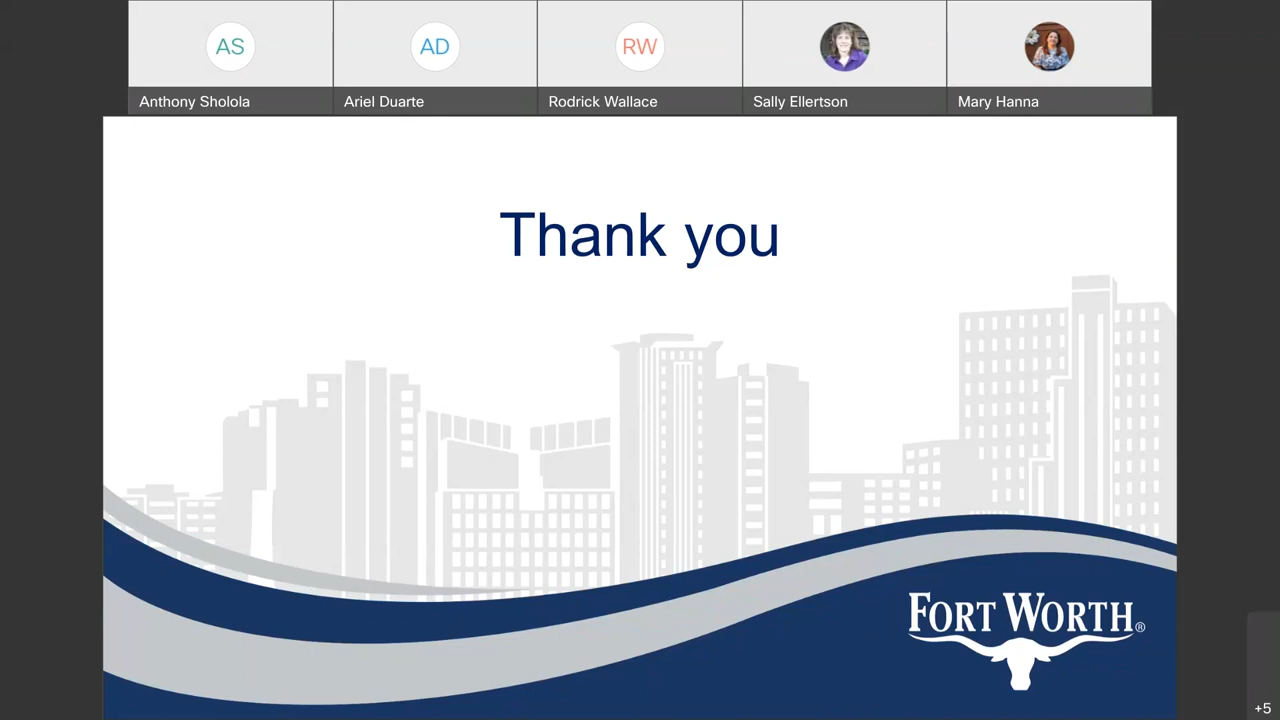 AS
AD
RW
Anthony Sholola
Ariel Duarte
Rodrick Wallace
Sally Ellertson
Mary Hanna
Thank you
FORT WORTH®
+5